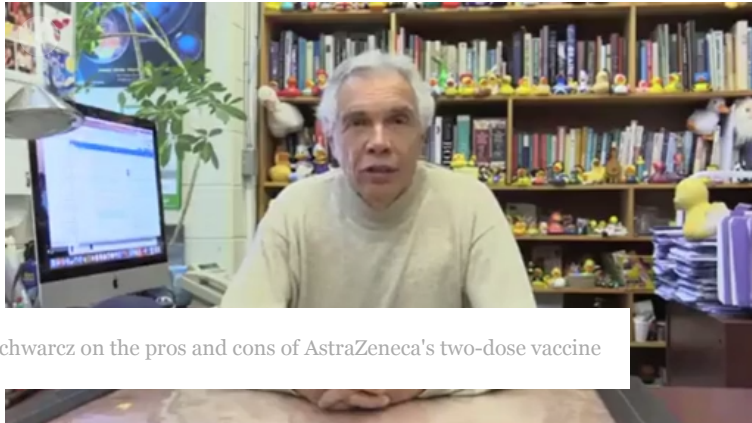 chwarcz on the pros and cons of AstraZeneca's two-dose vaccine